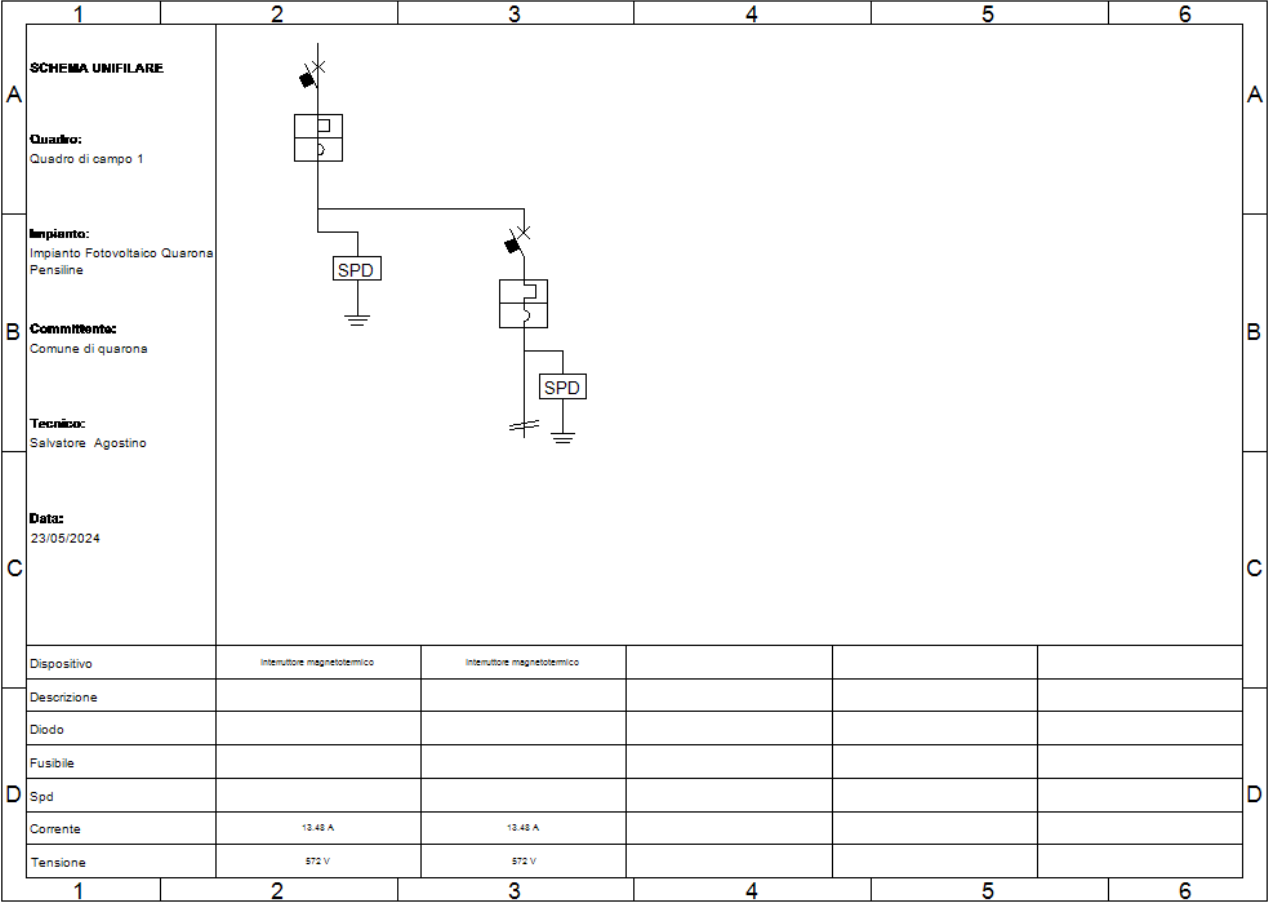 1 2 3 4 5 6
A A
SCHEMA UNIFILARE
Quadro:
Quadro di campo 1
B B
Impianto:
Impianto Fotovoltaico Quarona
Pensiline
SPD
Committente:
Comune di quarona
SPD
Tecnico:
Salvatore Agostino
C C
Data:
23/05/2024
Dispositivo Interruttore magnetotermico Interruttore magnetotermico
Descrizione
Diodo
Fusibile
D D
Spd
Corrente 13.48 A 13.48 A
Tensione 572 V 572 V
1 2 3 4 5 6